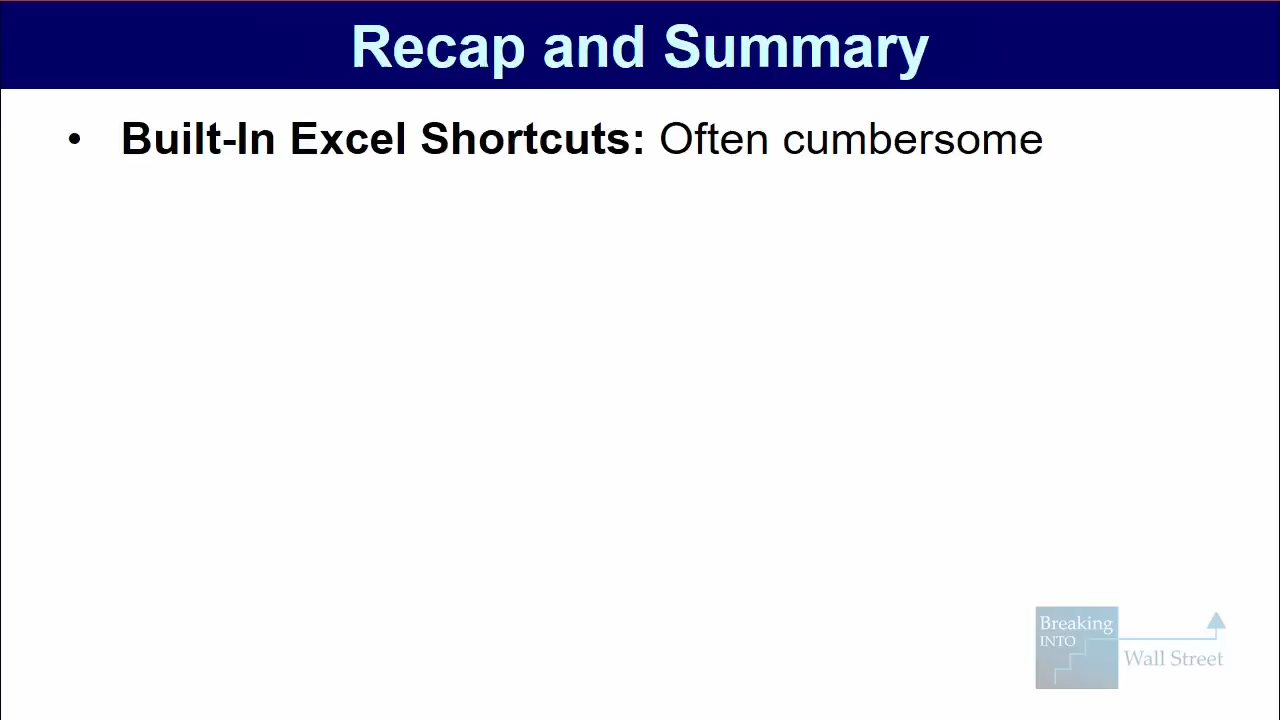 Recap and Summary
• Built-In Excel Shortcuts: Often cumbersome
Breaking
INTO
Wall Street